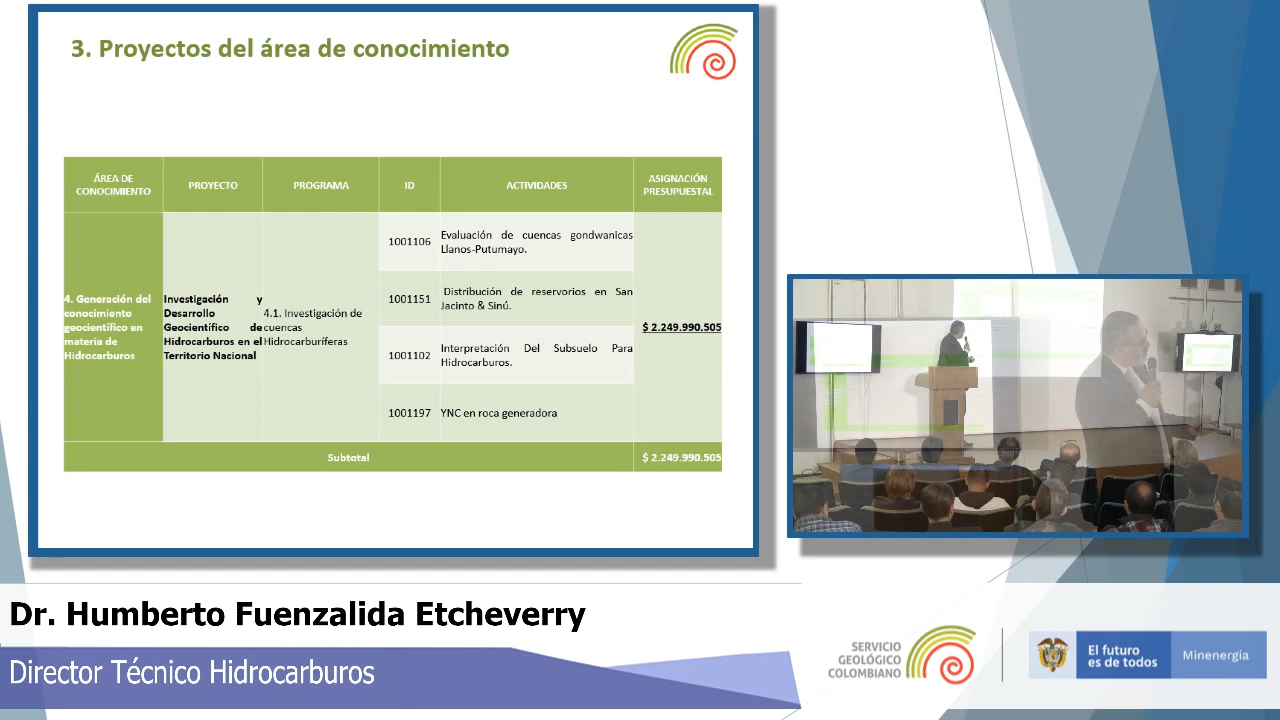 3. Proyectos del área de conocimiento
ÁREA DE
CONOCIMIENTO
PROYECTO
PROGRAMA
ID
ACTIVIDADES
ASIGNACIÓN
PRESUPUESTAL
4. Generación del
conocimiento
geocientífico en
materia de
Hidrocarburos
Investigación y
Desarrollo
Geocientífico de
Hidrocarburos en el
Territorio Nacional
4.1. Investigación de
cuencas
Hidrocarburíferas
1001106
Evaluación de cuencas gondwanicas
Llanos-Putumayo.
1001151
Distribución de reservorios en San
Jacinto & Sinú.
1001102
Interpretación Del Subsuelo Para
Hidrocarburos.
1001197
YNC en roca generadora
$ 2.249.990.505
Subtotal
$ 2.249.990.505
Dr. Humberto Fuenzalida Etcheverry
Director Técnico Hidrocarburos
SERVICIO
GEOLÓGICO
COLOMBIANO
El futuro
es de todos
Minenergía